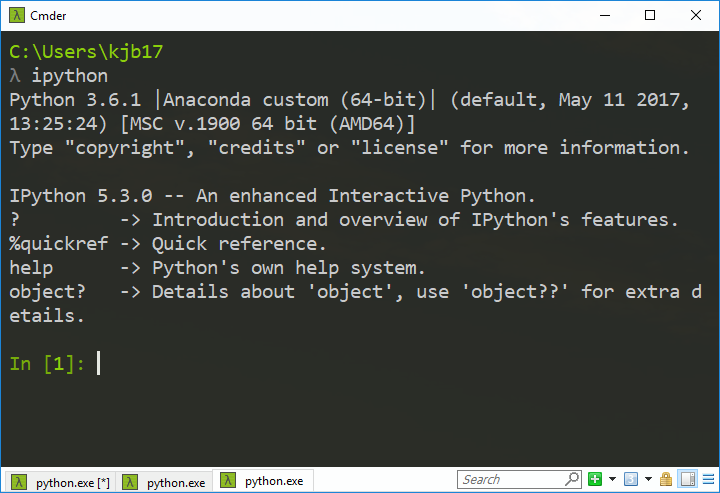 Cmder
C:\Users\kjb17
λ ipython
Python 3.6.1 |Anaconda custom (64-bit)| (default, May 11 2017,
13:25:24) [MSC v.1900 64 bit (AMD64)]
Type "copyright", "credits" or "license" for more information.
IPython 5.3.0 -- An enhanced Interactive Python.
?         -> Introduction and overview of IPython's features.
%quickref -> Quick reference.
help      -> Python's own help system.
object?   -> Details about 'object', use 'object??' for extra d
etails.
In [1]:
λ python.exe [*] λ python.exe λ python.exe Search